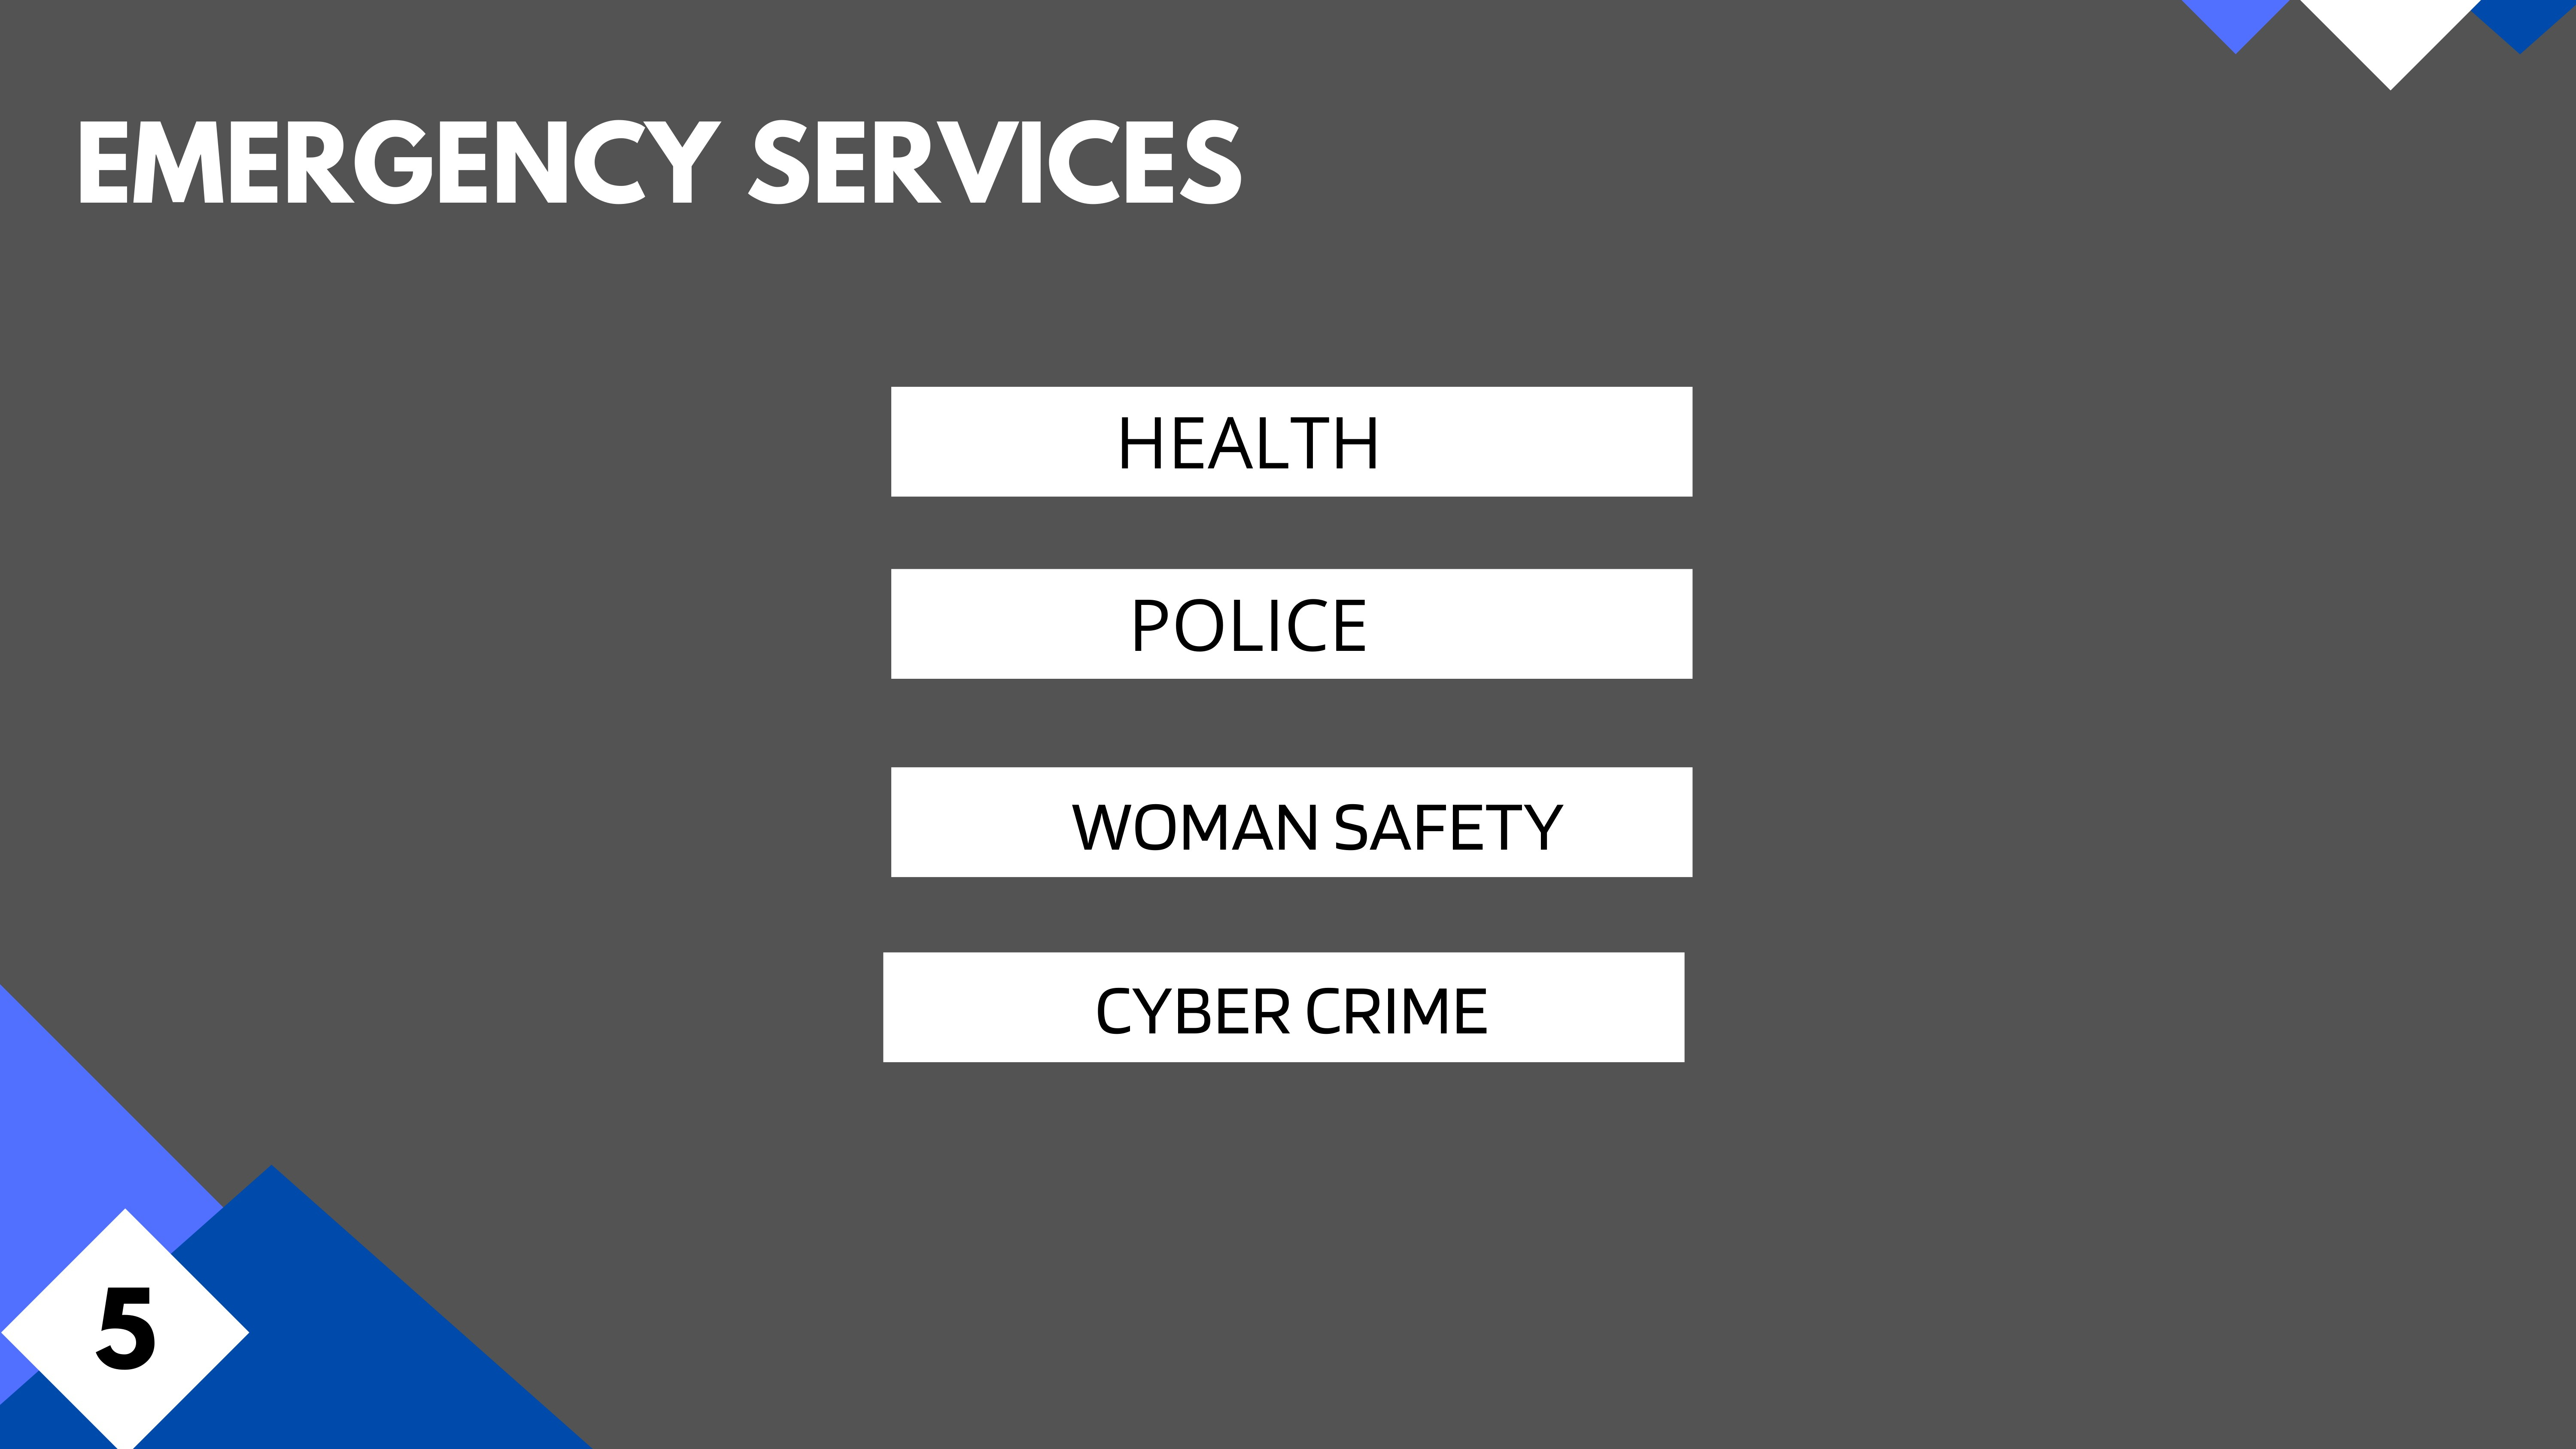 EMERGENCY SERVICES
HEALTH
POLICE
WOMAN SAFETY
CYBER CRIME
5